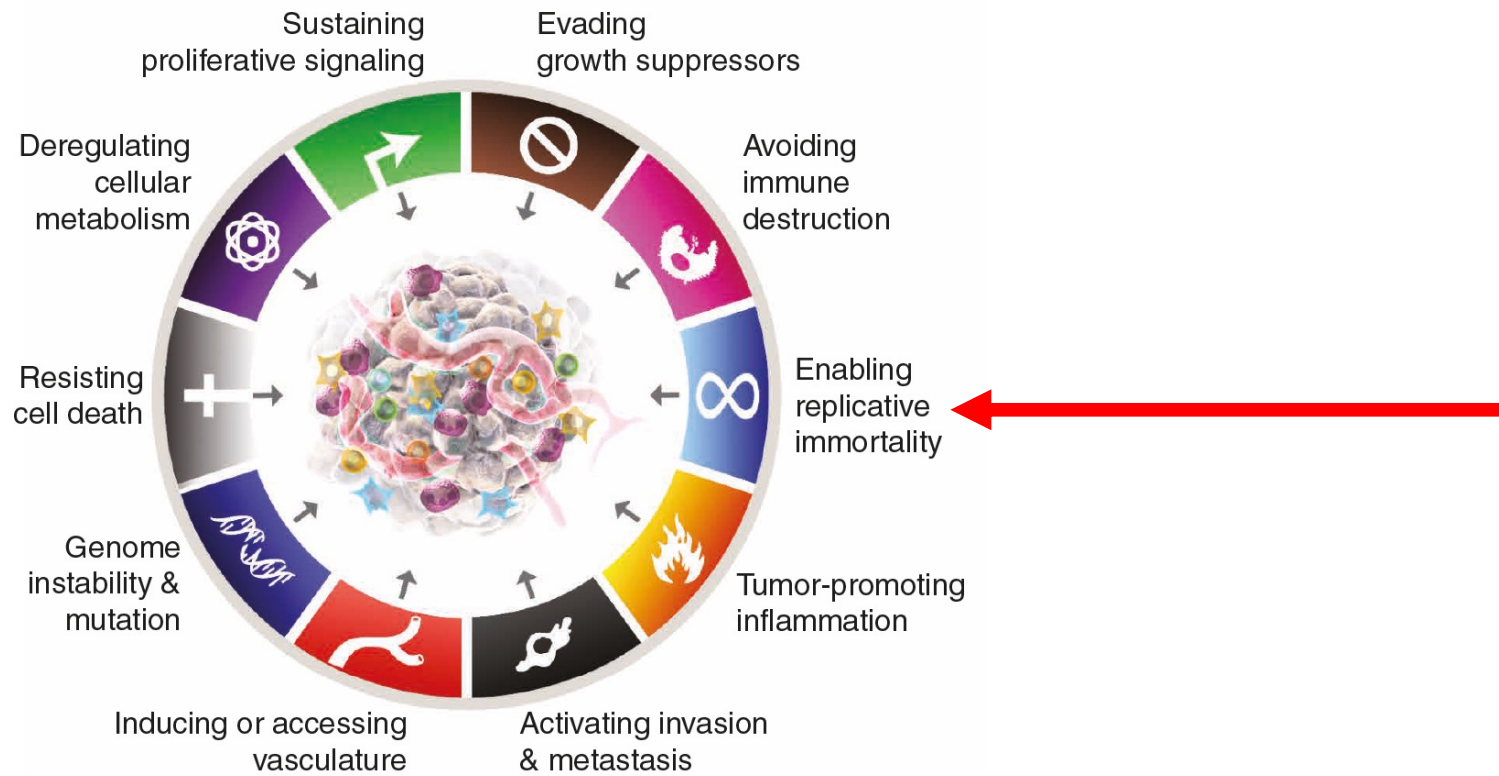 Sustaining
proliferative signaling
Evading
growth suppressors
Deregulating
cellular
metabolism
Avoiding
immune
destruction
Resisting
cell death
Enabling
replicative
immortality
Genome
instability &
mutation
Tumor-promoting
inflammation
Inducing or accessing
vasculature
Activating invasion
& metastasis